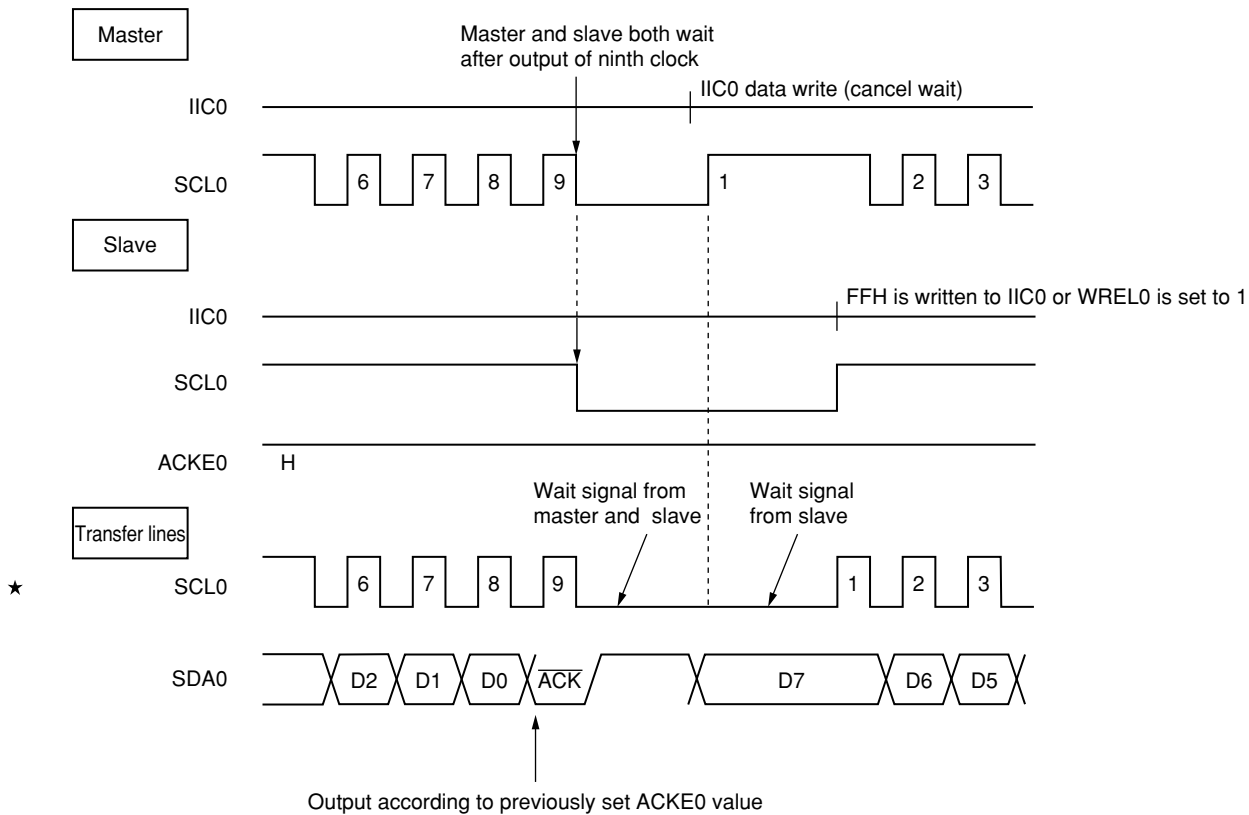 Master
Master and slave both wait
after output of ninth clock
IIC0 data write (cancel wait)
IIC0
SCL0
6 7 8 9 1 2 3
Slave
FFH is written to IIC0 or WREL0 is set to 1
IIC0
SCL0
ACKE0
H
Wait signal from
master and slave
Wait signal
from slave
Transfer lines
★ SCL0
6 7 8 9 1 2 3
SDA0
D2 D1 D0 ACK D7 D6 D5
Output according to previously set ACKE0 value